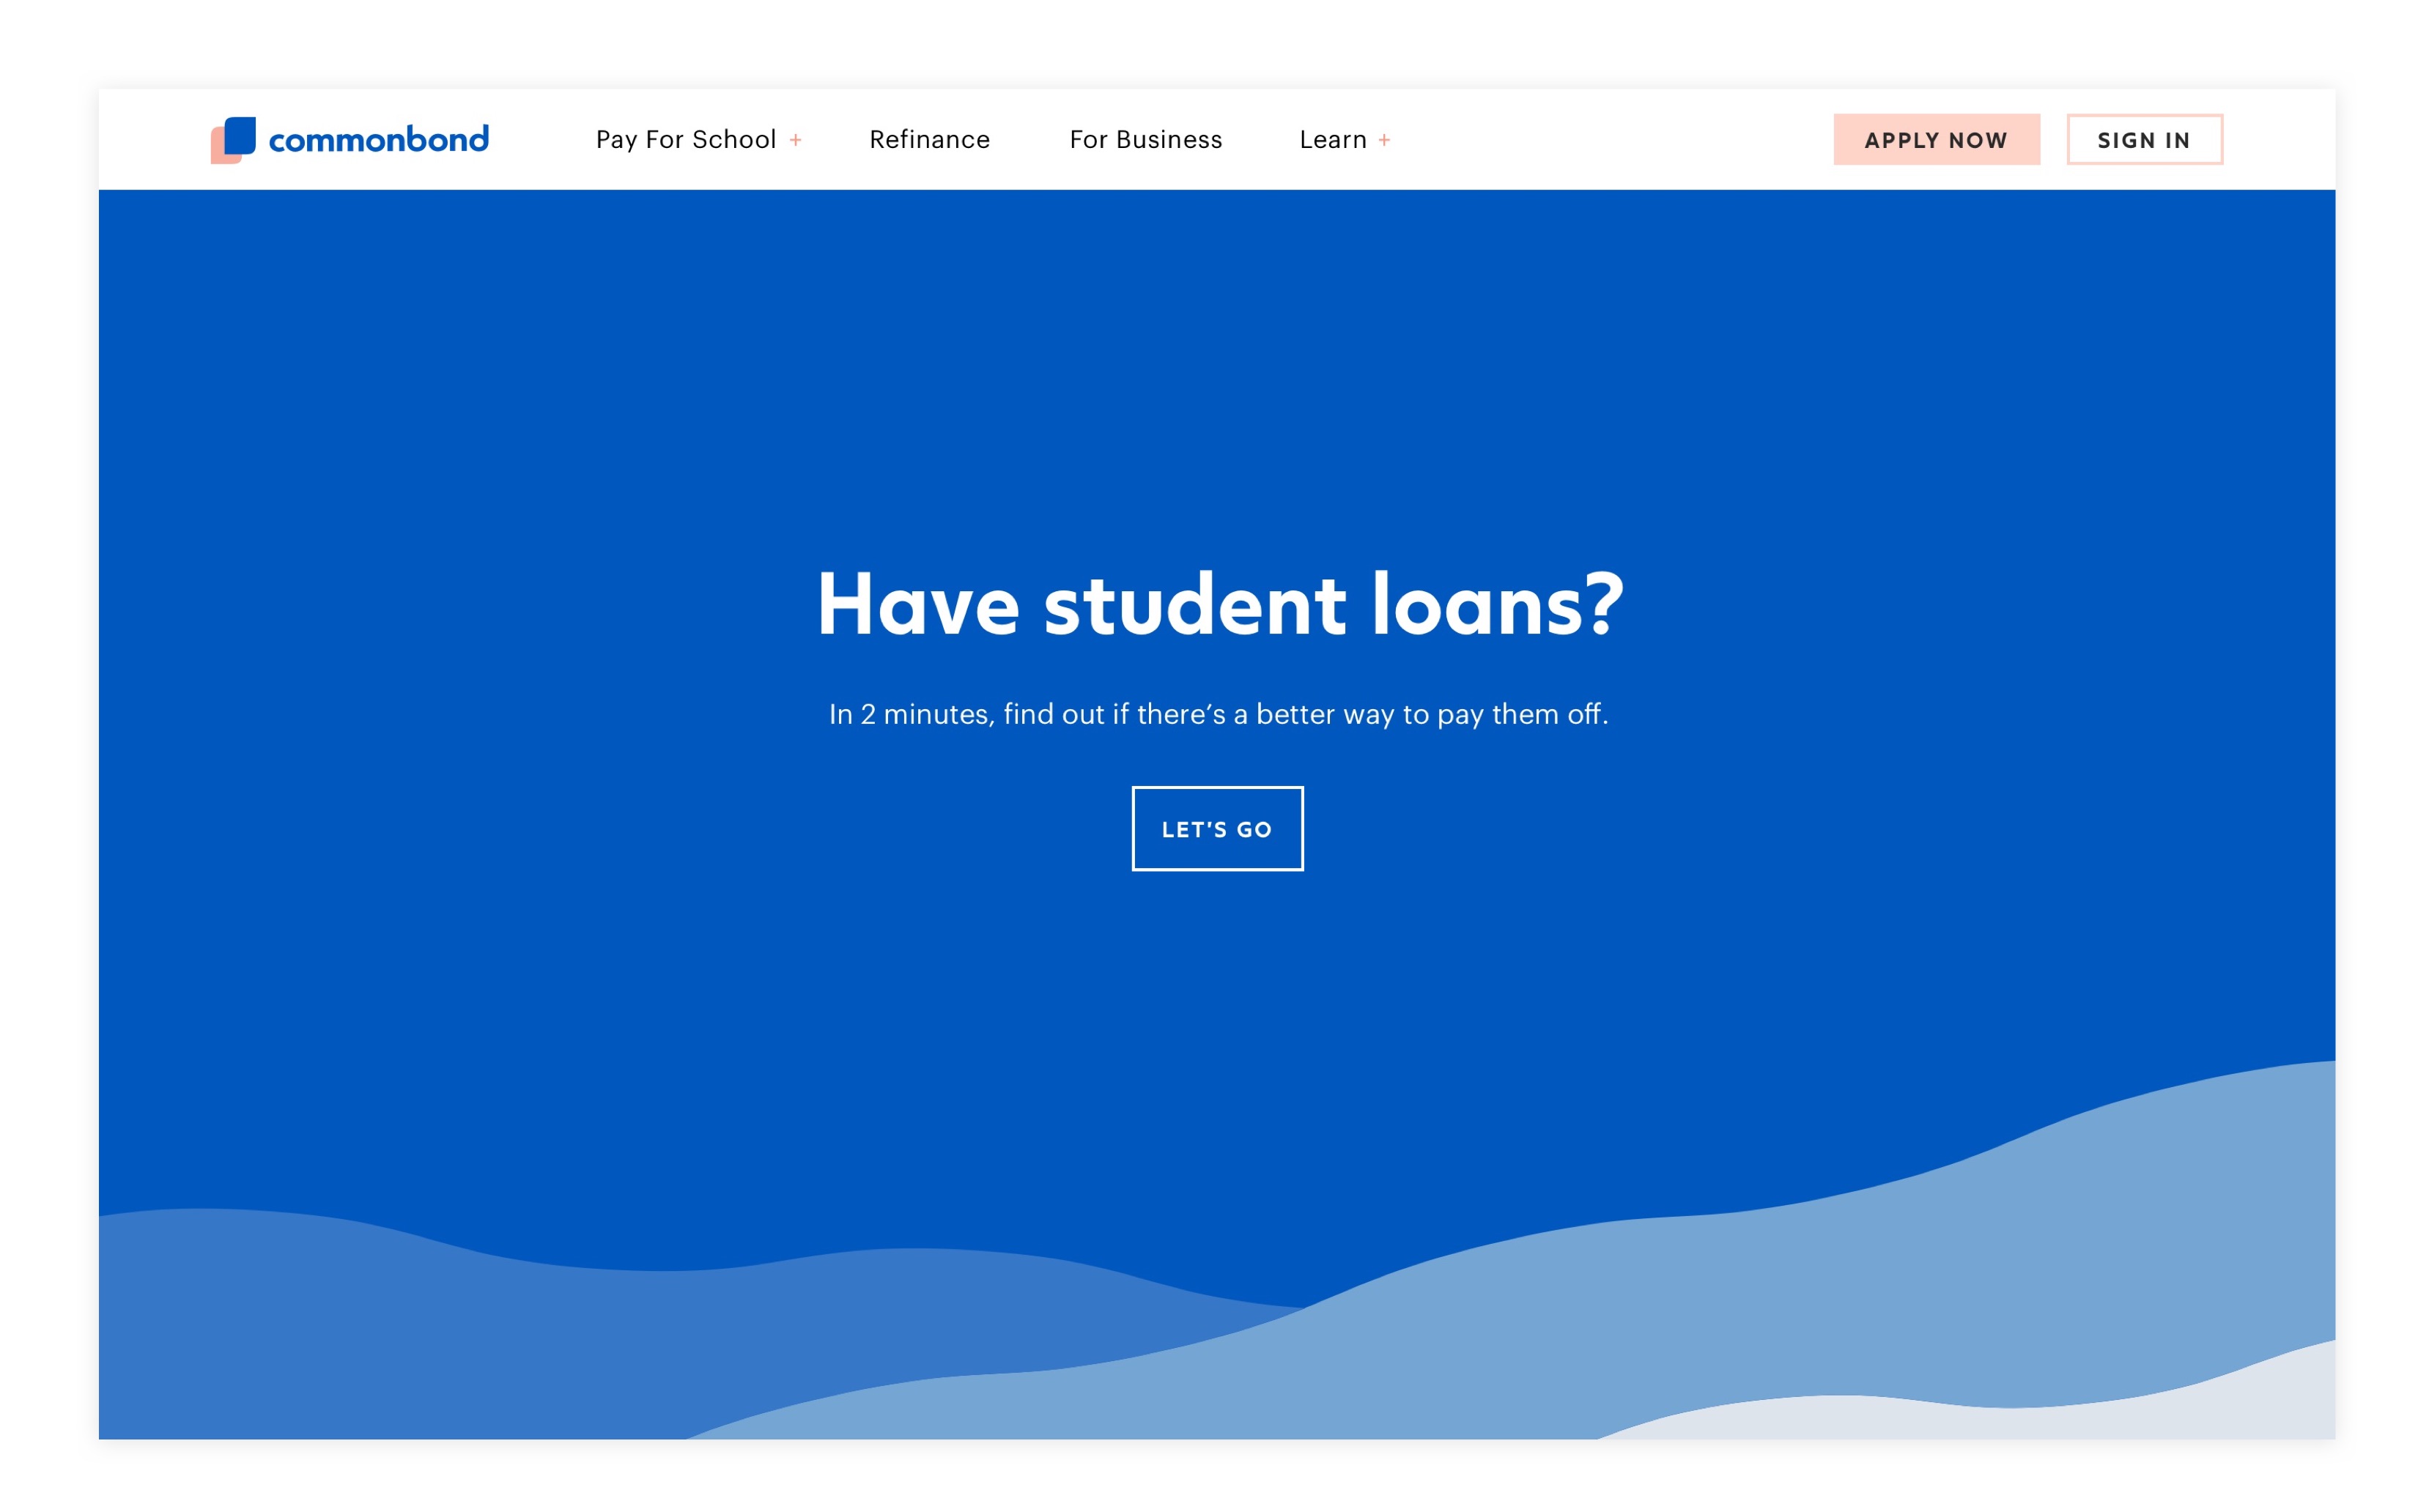 commonbond
Pay For School +
Refinance
For Business
Learn +
APPLY NOW
SIGN IN
Have student loans?
In 2 minutes, find out if there’s a better way to pay them off.
LET’S GO